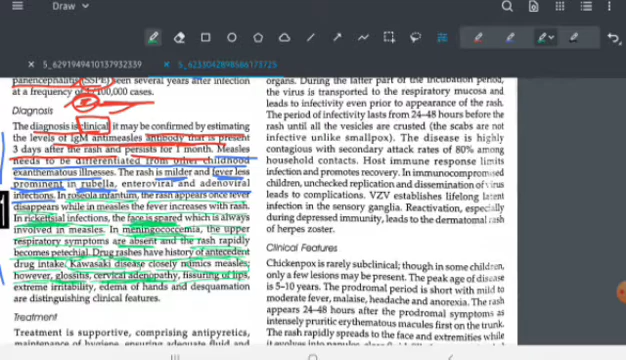 Draw
5_6291949410137932339
5_6233042898586173725
panencephalitis (SSPE) seen several years after infection
at a frequency of 1/100,000 cases.
Diagnosis
The diagnosis is clinical; it may be confirmed by estimating
the levels of IgM antimeasles antibody that is present
3 days after the rash and persists for 1 month. Measles
needs to be differentiated from other childhood
exanthematous illnesses. The rash is milder and fever less
prominent in rubella, enteroviral and adenoviral
infections. In roseola infantum, the rash appears once fever
disappears while in measles the fever increases with rash.
In rickettsial infections, the face is spared which is always
involved in measles. In meningococcemia, the upper
respiratory symptoms are absent and the rash rapidly
becomes petechial. Drug rashes have history of antecedent
drug intake. Kawasaki disease closely mimics measles;
however, glossitis, cervical adenopathy, fissuring of lips,
extreme irritability, edema of hands and desquamation
are distinguishing clinical features.
Treatment
Treatment is supportive, comprising antipyretics,
maintenance of hygiene, ensuring adequate fluid and
organs. During the latter part of the incubation period,
the virus is transported to the respiratory mucosa and
leads to infectivity even prior to appearance of the rash.
The period of infectivity lasts from 24–48 hours before the
rash until all the vesicles are crusted (the scabs are not
infective unlike smallpox). The disease is highly
contagious with secondary attack rates of 80% among
household contacts. Host immune response limits
infection and promotes recovery. In immunocompromised
children, unchecked replication and dissemination of virus
leads to complications. VZV establishes lifelong latent
infection in the sensory ganglia. Reactivation, especially
during depressed immunity, leads to the dermatomal rash
of herpes zoster.
Clinical Features
Chickenpox is rarely subclinical; though in some children,
only a few lesions may be present. The peak age of disease
is 5–10 years. The prodromal period is short with mild to
moderate fever, malaise, headache and anorexia. The rash
appears 24–48 hours after the prodromal symptoms as
intensely pruritic erythematous macules first on the trunk.
The rash rapidly spreads to the face and extremities while
it evolves into papules, clear fluid